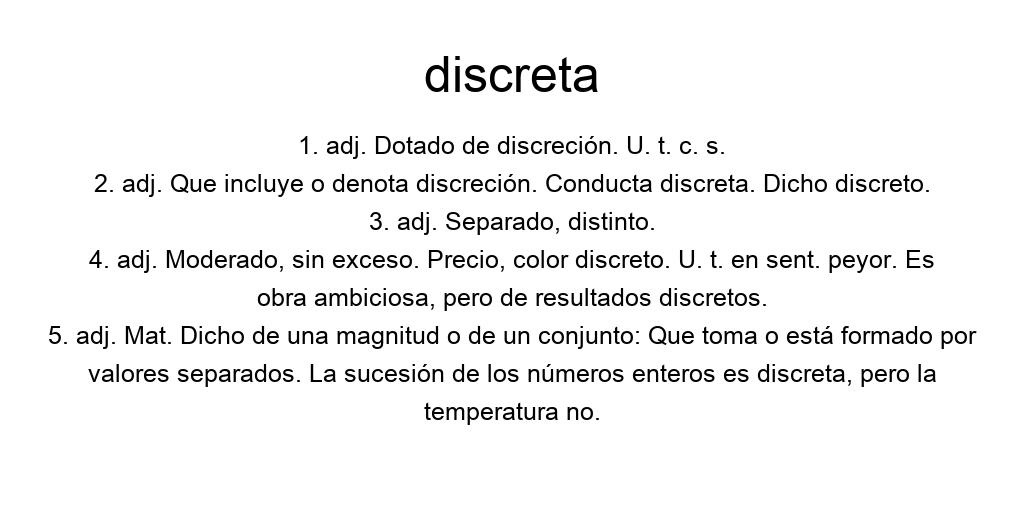 discreta
1. adj. Dotado de discreción. U. t. c. s.
2. adj. Que incluye o denota discreción. Conducta discreta. Dicho discreto.
3. adj. Separado, distinto.
4. adj. Moderado, sin exceso. Precio, color discreto. U. t. en sent. peyor. Es
obra ambiciosa, pero de resultados discretos.
5. adj. Mat. Dicho de una magnitud o de un conjunto: Que toma o está formado por
valores separados. La sucesión de los números enteros es discreta, pero la
temperatura no.